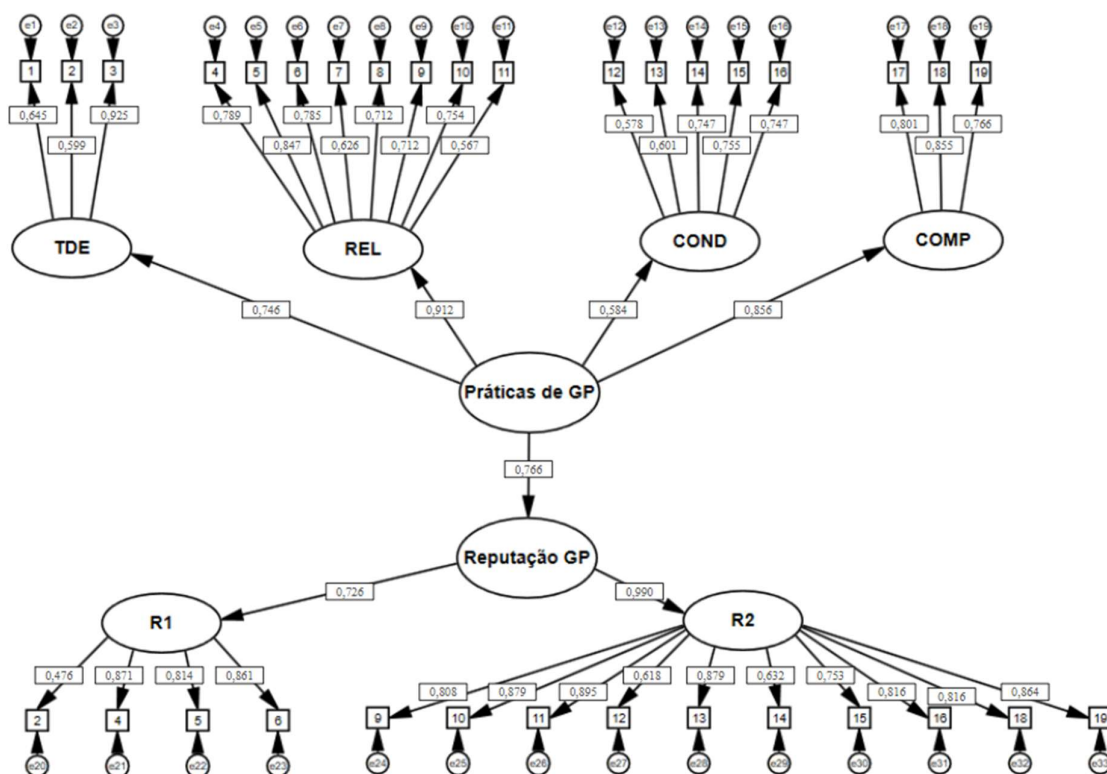 e1 e2 e3 e4 e5 e6 e7 e8 e9 e10 e11 e12 e13 e14 e15 e16 e17 e18 e19
1 2 3 4 5 6 7 8 9 10 11 12 13 14 15 16 17 18 19
0,645 0,925 0,789 0,785 0,712 0,754 0,578 0,747 0,747 0,801 0,766
0,599 0,847 0,626 0,712 0,567 0,601 0,755 0,855
TDE REL COND COMP
0,746 0,912 0,584 0,856
Práticas de GP
0,766
Reputação GP
0,726 0,990
R1 R2
0,476 0,871 0,814 0,861 0,808 0,879 0,895 0,618 0,879 0,632 0,753 0,816 0,816 0,864
2 4 5 6 9 10 11 12 13 14 15 16 18 19
e20 e21 e22 e23 e24 e25 e26 e27 e28 e29 e30 e31 e32 e33